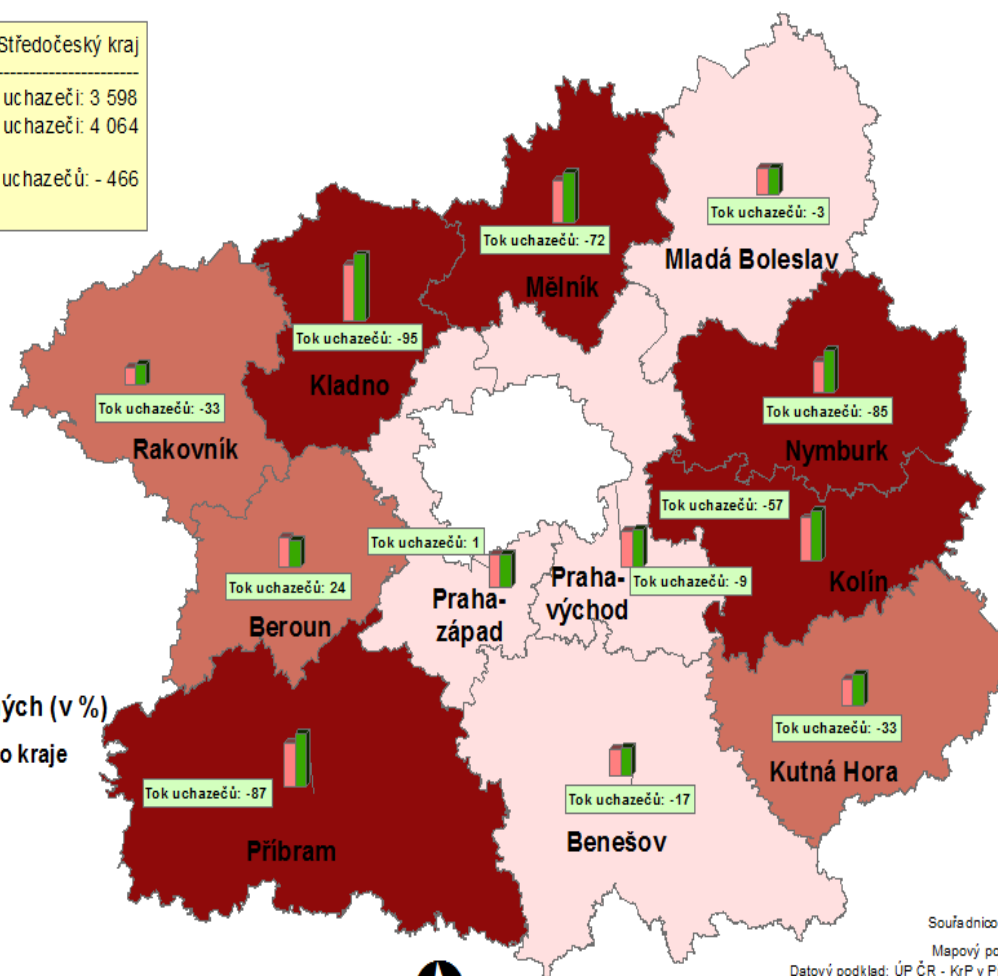 Středočeský kraj
uchazeči: 3 598
uchazeči: 4 064
uchazečů: - 466
Tok uchazečů: -3
Mladá Boleslav
Tok uchazečů: -72
Mělník
Tok uchazečů: -95
Kladno
Tok uchazečů: -33
Rakovník
Tok uchazečů: -85
Nymburk
Tok uchazečů: -57
Kolín
Tok uchazečů: 1
Praha-
západ
Tok uchazečů: -9
Praha-
východ
Tok uchazečů: 24
Beroun
Tok uchazečů: -33
Kutná Hora
ých (v %)
o kraje
Tok uchazečů: -87
Příbram
Tok uchazečů: -17
Benešov
Souřadnico
Mapový po
Datový podklad: ÚP ČR - KrP v P